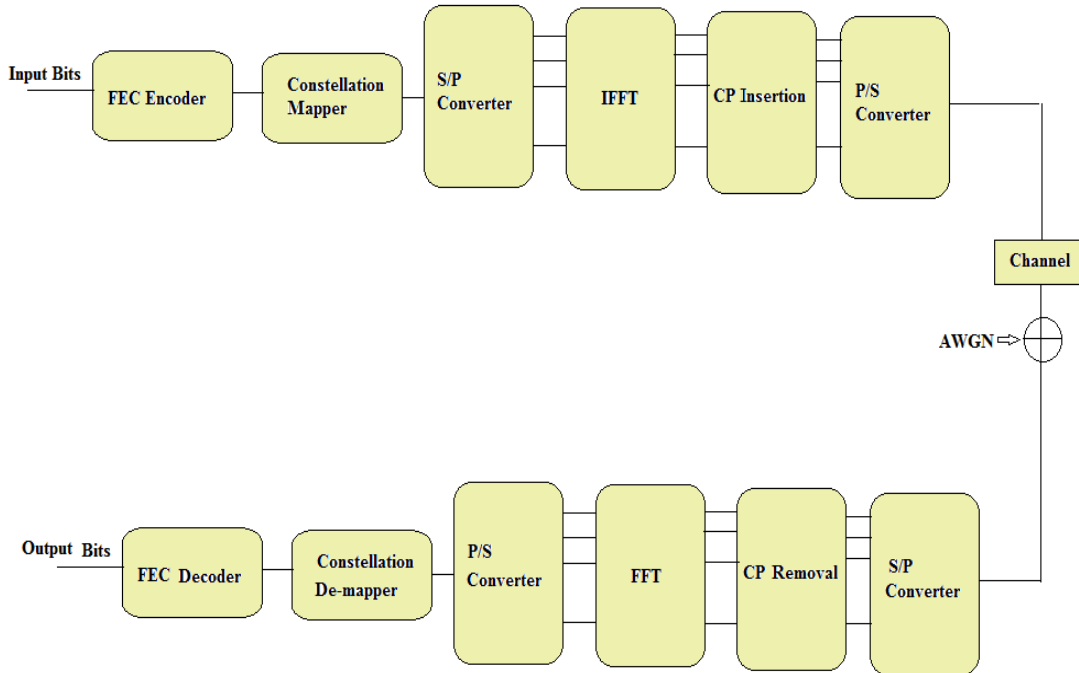 Input Bits
FEC Encoder
Constellation
Mapper
S/P
Converter
IFFT
CP Insertion
P/S
Converter
Channel
AWGN
Output Bits
FEC Decoder
Constellation
De-mapper
P/S
Converter
FFT
CP Removal
S/P
Converter